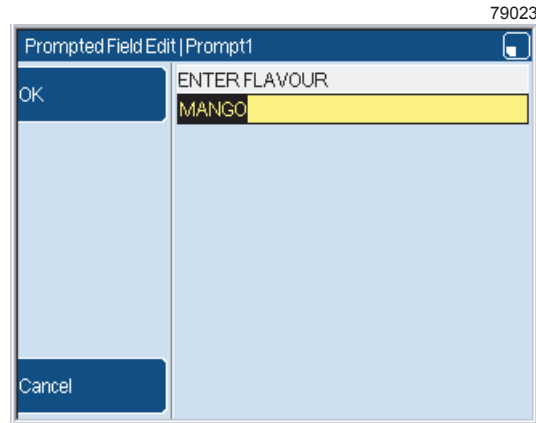 79023
Prompted Field Edit | Prompt1
OK
ENTER FLAVOUR
MANGO
Cancel